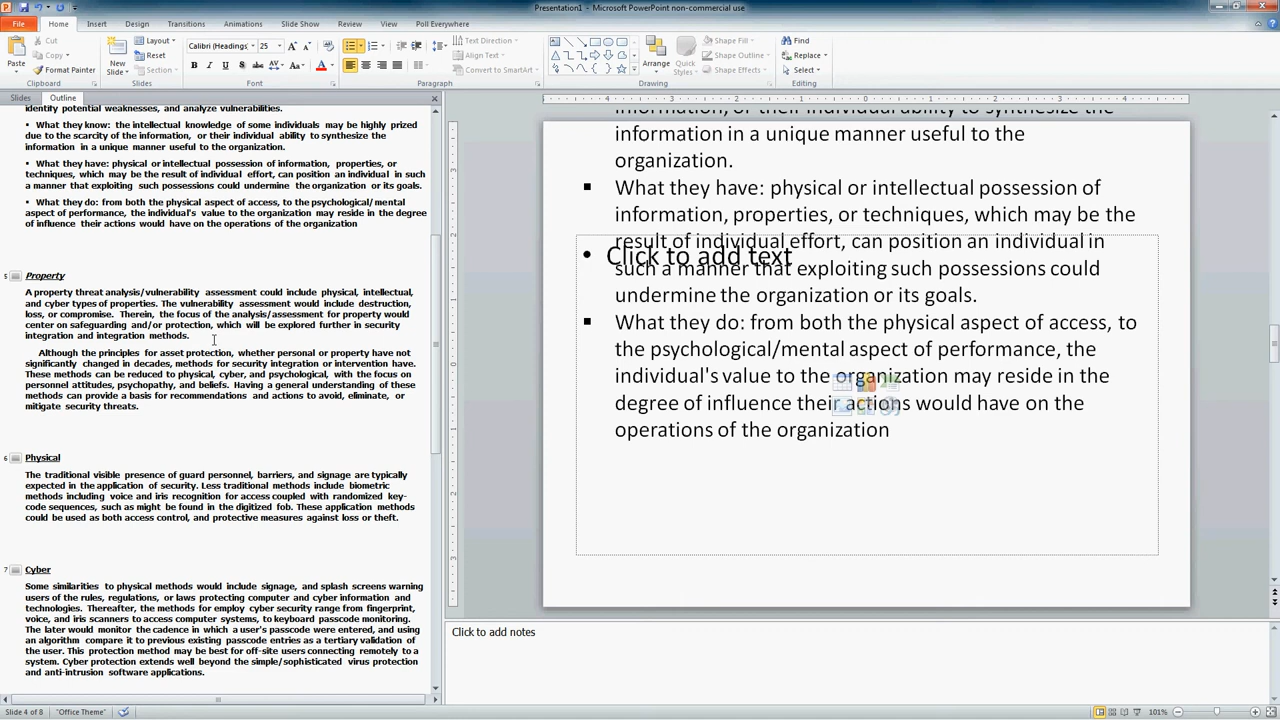 Presentation1 - Microsoft PowerPoint non-commercial use
File Home Insert Design Transitions Animations Slide Show Review View Poll Everywhere
Cut
Copy
Format Painter
Paste
Clipboard
New
Slide
Layout
Reset
Section
Slides
Calibri (Headings) 25
Font
Paragraph
Text Direction
Align Text
Convert to SmartArt
Arrange
Quick
Styles
Shape Fill
Shape Outline
Shape Effects
Drawing
Find
Replace
Select
Editing
Slides Outline
identify potential weaknesses, and analyze vulnerabilities.
• What they know: the intellectual knowledge of some individuals may be highly prized
due to the scarcity of the information, or their individual ability to synthesize the
information in a unique manner useful to the organization.
• What they have: physical or intellectual possession of information, properties, or
techniques, which may be the result of individual effort, can position an individual in such
a manner that exploiting such possessions could undermine the organization or its goals.
• What they do: from both the physical aspect of access, to the psychological/mental
aspect of performance, the individual's value to the organization may reside in the degree
of influence their actions would have on the operations of the organization
5 Property
A property threat analysis/vulnerability assessment could include physical, intellectual,
and cyber types of properties. The vulnerability assessment would include destruction,
loss, or compromise. Therein, the focus of the analysis/assessment for property would
center on safeguarding and/or protection, which will be explored further in security
integration and integration methods.
Although the principles for asset protection, whether personal or property have not
significantly changed in decades, methods for security integration or intervention have.
These methods can be reduced to physical, cyber, and psychological, with the focus on
personnel attitudes, psychopathy, and beliefs. Having a general understanding of these
methods can provide a basis for recommendations and actions to avoid, eliminate, or
mitigate security threats.
6 Physical
The traditional visible presence of guard personnel, barriers, and signage are typically
expected in the application of security. Less traditional methods include biometric
methods including voice and iris recognition for access coupled with randomized key-
code sequences, such as might be found in the digitized fob. These application methods
could be used as both access control, and protective measures against loss or theft.
7 Cyber
Some similarities to physical methods would include signage, and splash screens warning
users of the rules, regulations, or laws protecting computer and cyber information and
technologies. Thereafter, the methods for employ cyber security range from fingerprint,
voice, and iris scanners to access computer systems, to keyboard passcode monitoring.
The later would monitor the cadence in which a user's passcode were entered, and using
an algorithm compare it to previous existing passcode entries as a tertiary validation of
the user. This protection method may be best for off-site users connecting remotely to a
system. Cyber protection extends well beyond the simple/sophisticated virus protection
and anti-intrusion software applications.
information, or their individual ability to synthesize the
information in a unique manner useful to the
organization.
What they have: physical or intellectual possession of
information, properties, or techniques, which may be the
result of individual effort, can position an individual in
• Click to add text
such a manner that exploiting such possessions could
undermine the organization or its goals.
What they do: from both the physical aspect of access, to
the psychological/mental aspect of performance, the
individual's value to the organization may reside in the
degree of influence their actions would have on the
operations of the organization
Click to add notes
Slide 4 of 8 "Office Theme" 101%